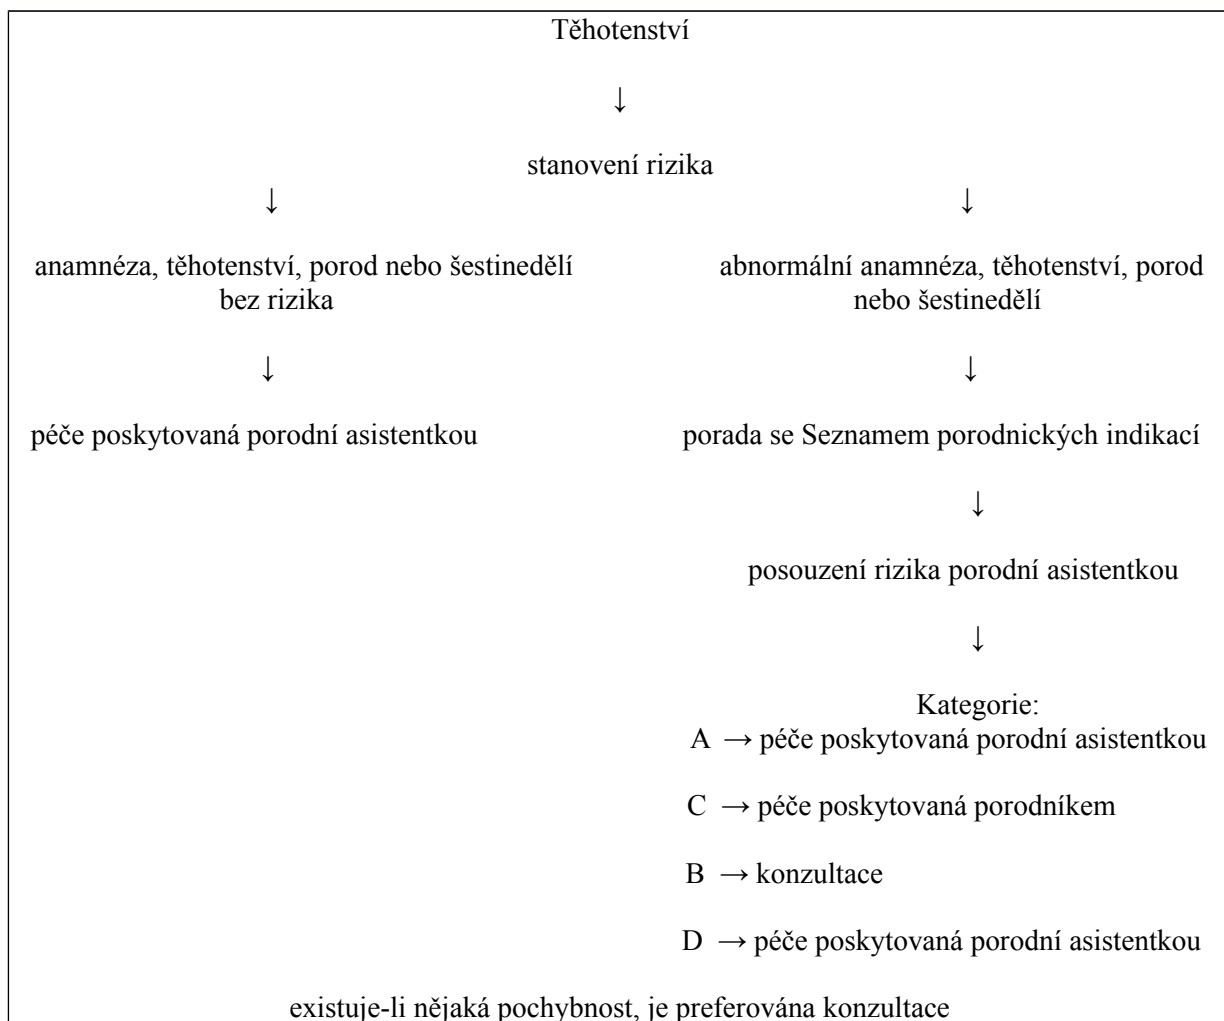 Těhotenství
↓
stanovení rizika
↓ ↓
anamnéza, těhotenství, porod nebo šestinedělí
bez rizika
abnormální anamnéza, těhotenství, porod
nebo šestinedělí
↓ ↓
péče poskytovaná porodní asistentkou
porada se Seznamem porodnických indikací
↓
posouzení rizika porodní asistentkou
↓
Kategorie:
A → péče poskytovaná porodní asistentkou
C → péče poskytovaná porodníkem
B → konzultace
D → péče poskytovaná porodní asistentkou
existuje-li nějaká pochybnost, je preferována konzultace